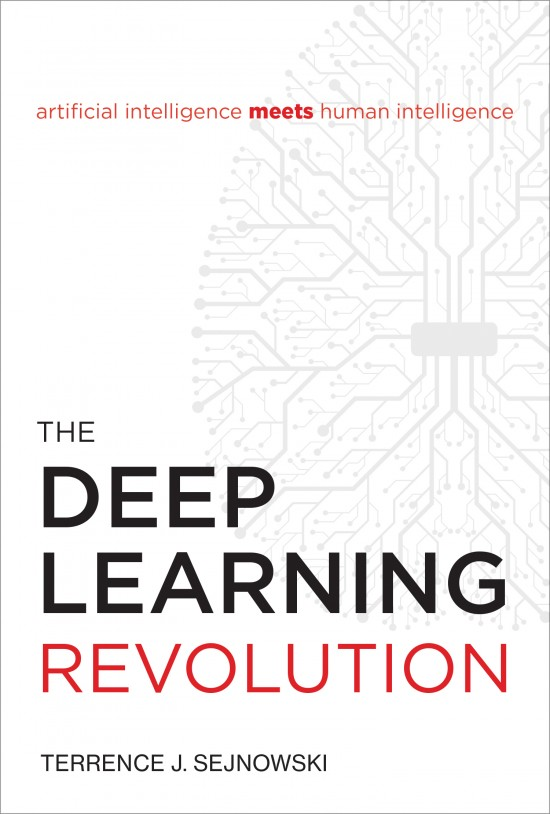 artificial intelligence meets human intelligence
THE
DEEP
LEARNING
REVOLUTION
TERRENCE J. SEJNOWSKI